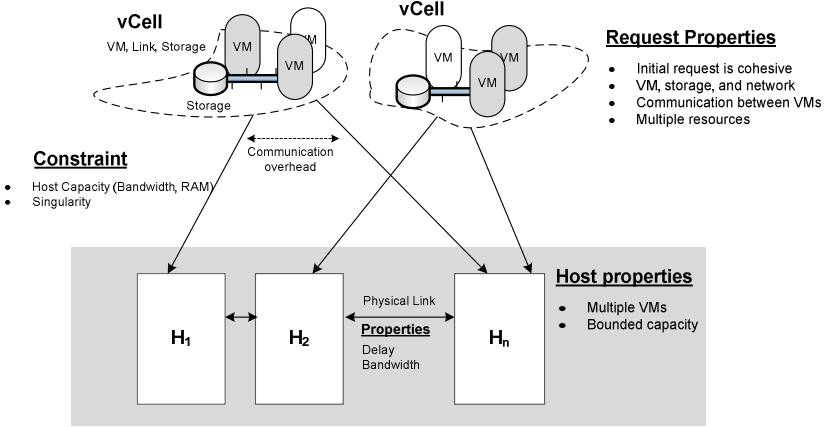 vCell
VM, Link, Storage
VM
VM
VM
Storage
vCell
VM
VM
VM
Request Properties
• Initial request is cohesive
• VM, storage, and network
• Communication between VMs
• Multiple resources
Communication
overhead
Constraint
• Host Capacity (Bandwidth, RAM)
• Singularity
Host properties
• Multiple VMs
• Bounded capacity
H1
H2
Physical Link
Properties
Delay
Bandwidth
Hn